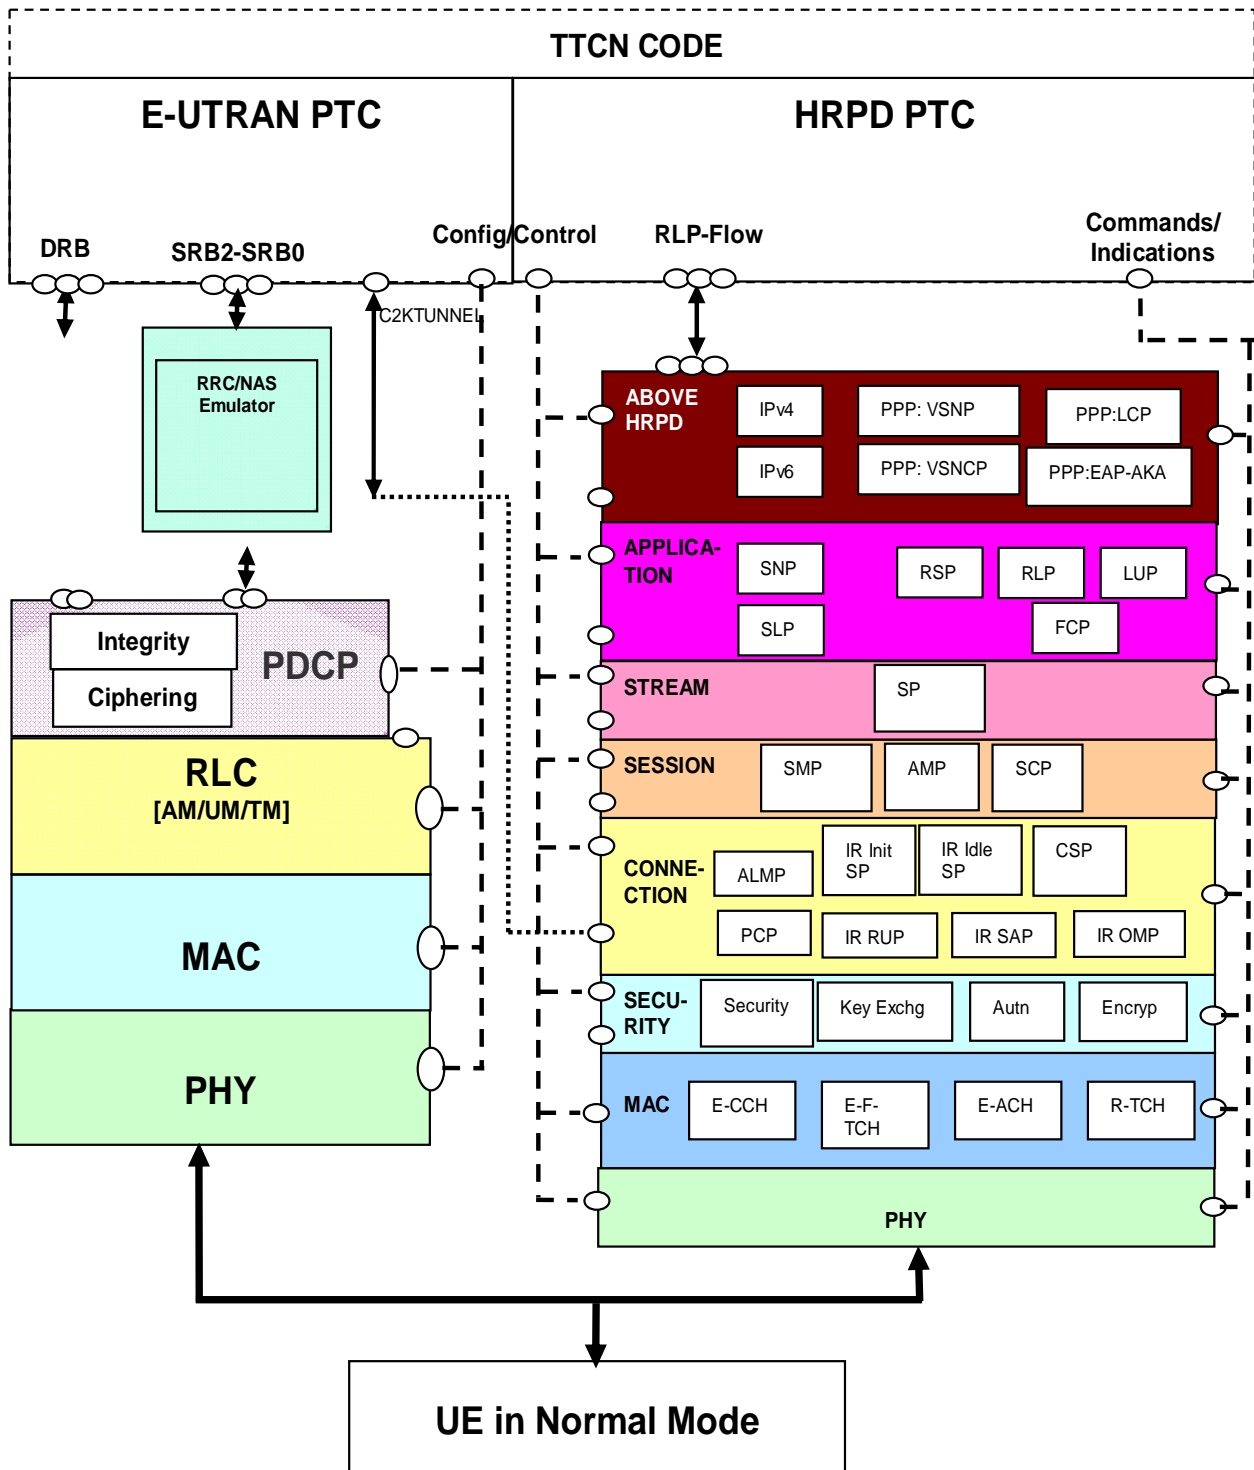 TTCN CODE
E-UTRAN PTC
HRPD PTC
DRB
SRB2-SRB0
Config/Control
RLP-Flow
Commands/
Indications
C2KTUNNEL
RRC/NAS
Emulator
Integrity
Ciphering
PDCP
RLC
[AM/UM/TM]
MAC
PHY
ABOVE
HRPD
IPv4
PPP: VSNP
PPP:LCP
IPv6
PPP: VSNCP
PPP:EAP-AKA
APPLICA-
TION
SNP
RSP
RLP
LUP
SLP
FCP
STREAM
SP
SESSION
SMP
AMP
SCP
CONNE-
CTION
ALMP
IR Init
SP
IR Idle
SP
CSP
PCP
IR RUP
IR SAP
IR OMP
SECU-
RITY
Security
Key Exchg
Autn
Encryp
MAC
E-CCH
E-F-
TCH
E-ACH
R-TCH
PHY
UE in Normal Mode